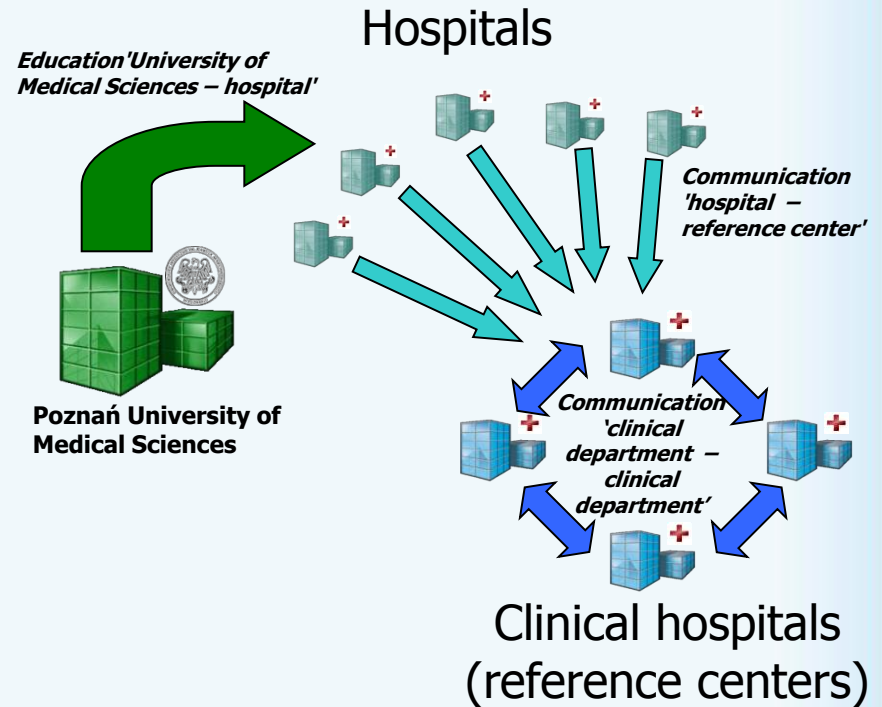 Hospitals
Education'University of
Medical Sciences – hospital'
Communication
'hospital –
reference center'
Poznań University of
Medical Sciences
Communication
‘clinical
department –
clinical
department’
Clinical hospitals
(reference centers)